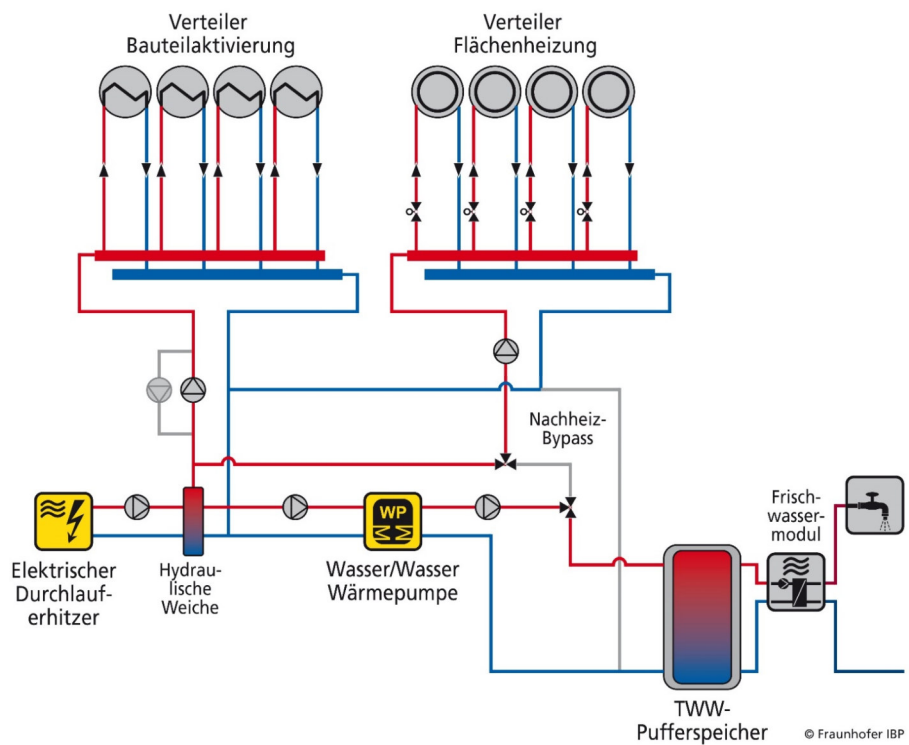 Verteiler
Bauteilaktivierung
Verteiler
Flächenheizung
Nachheiz-
Bypass
WP
Elektrischer
Durchlauf-
erhitzer
Hydrau-
lische
Weiche
Wasser/Wasser
Wärmepumpe
Frisch-
wasser-
modul
TWW-
Pufferspeicher
© Fraunhofer IBP